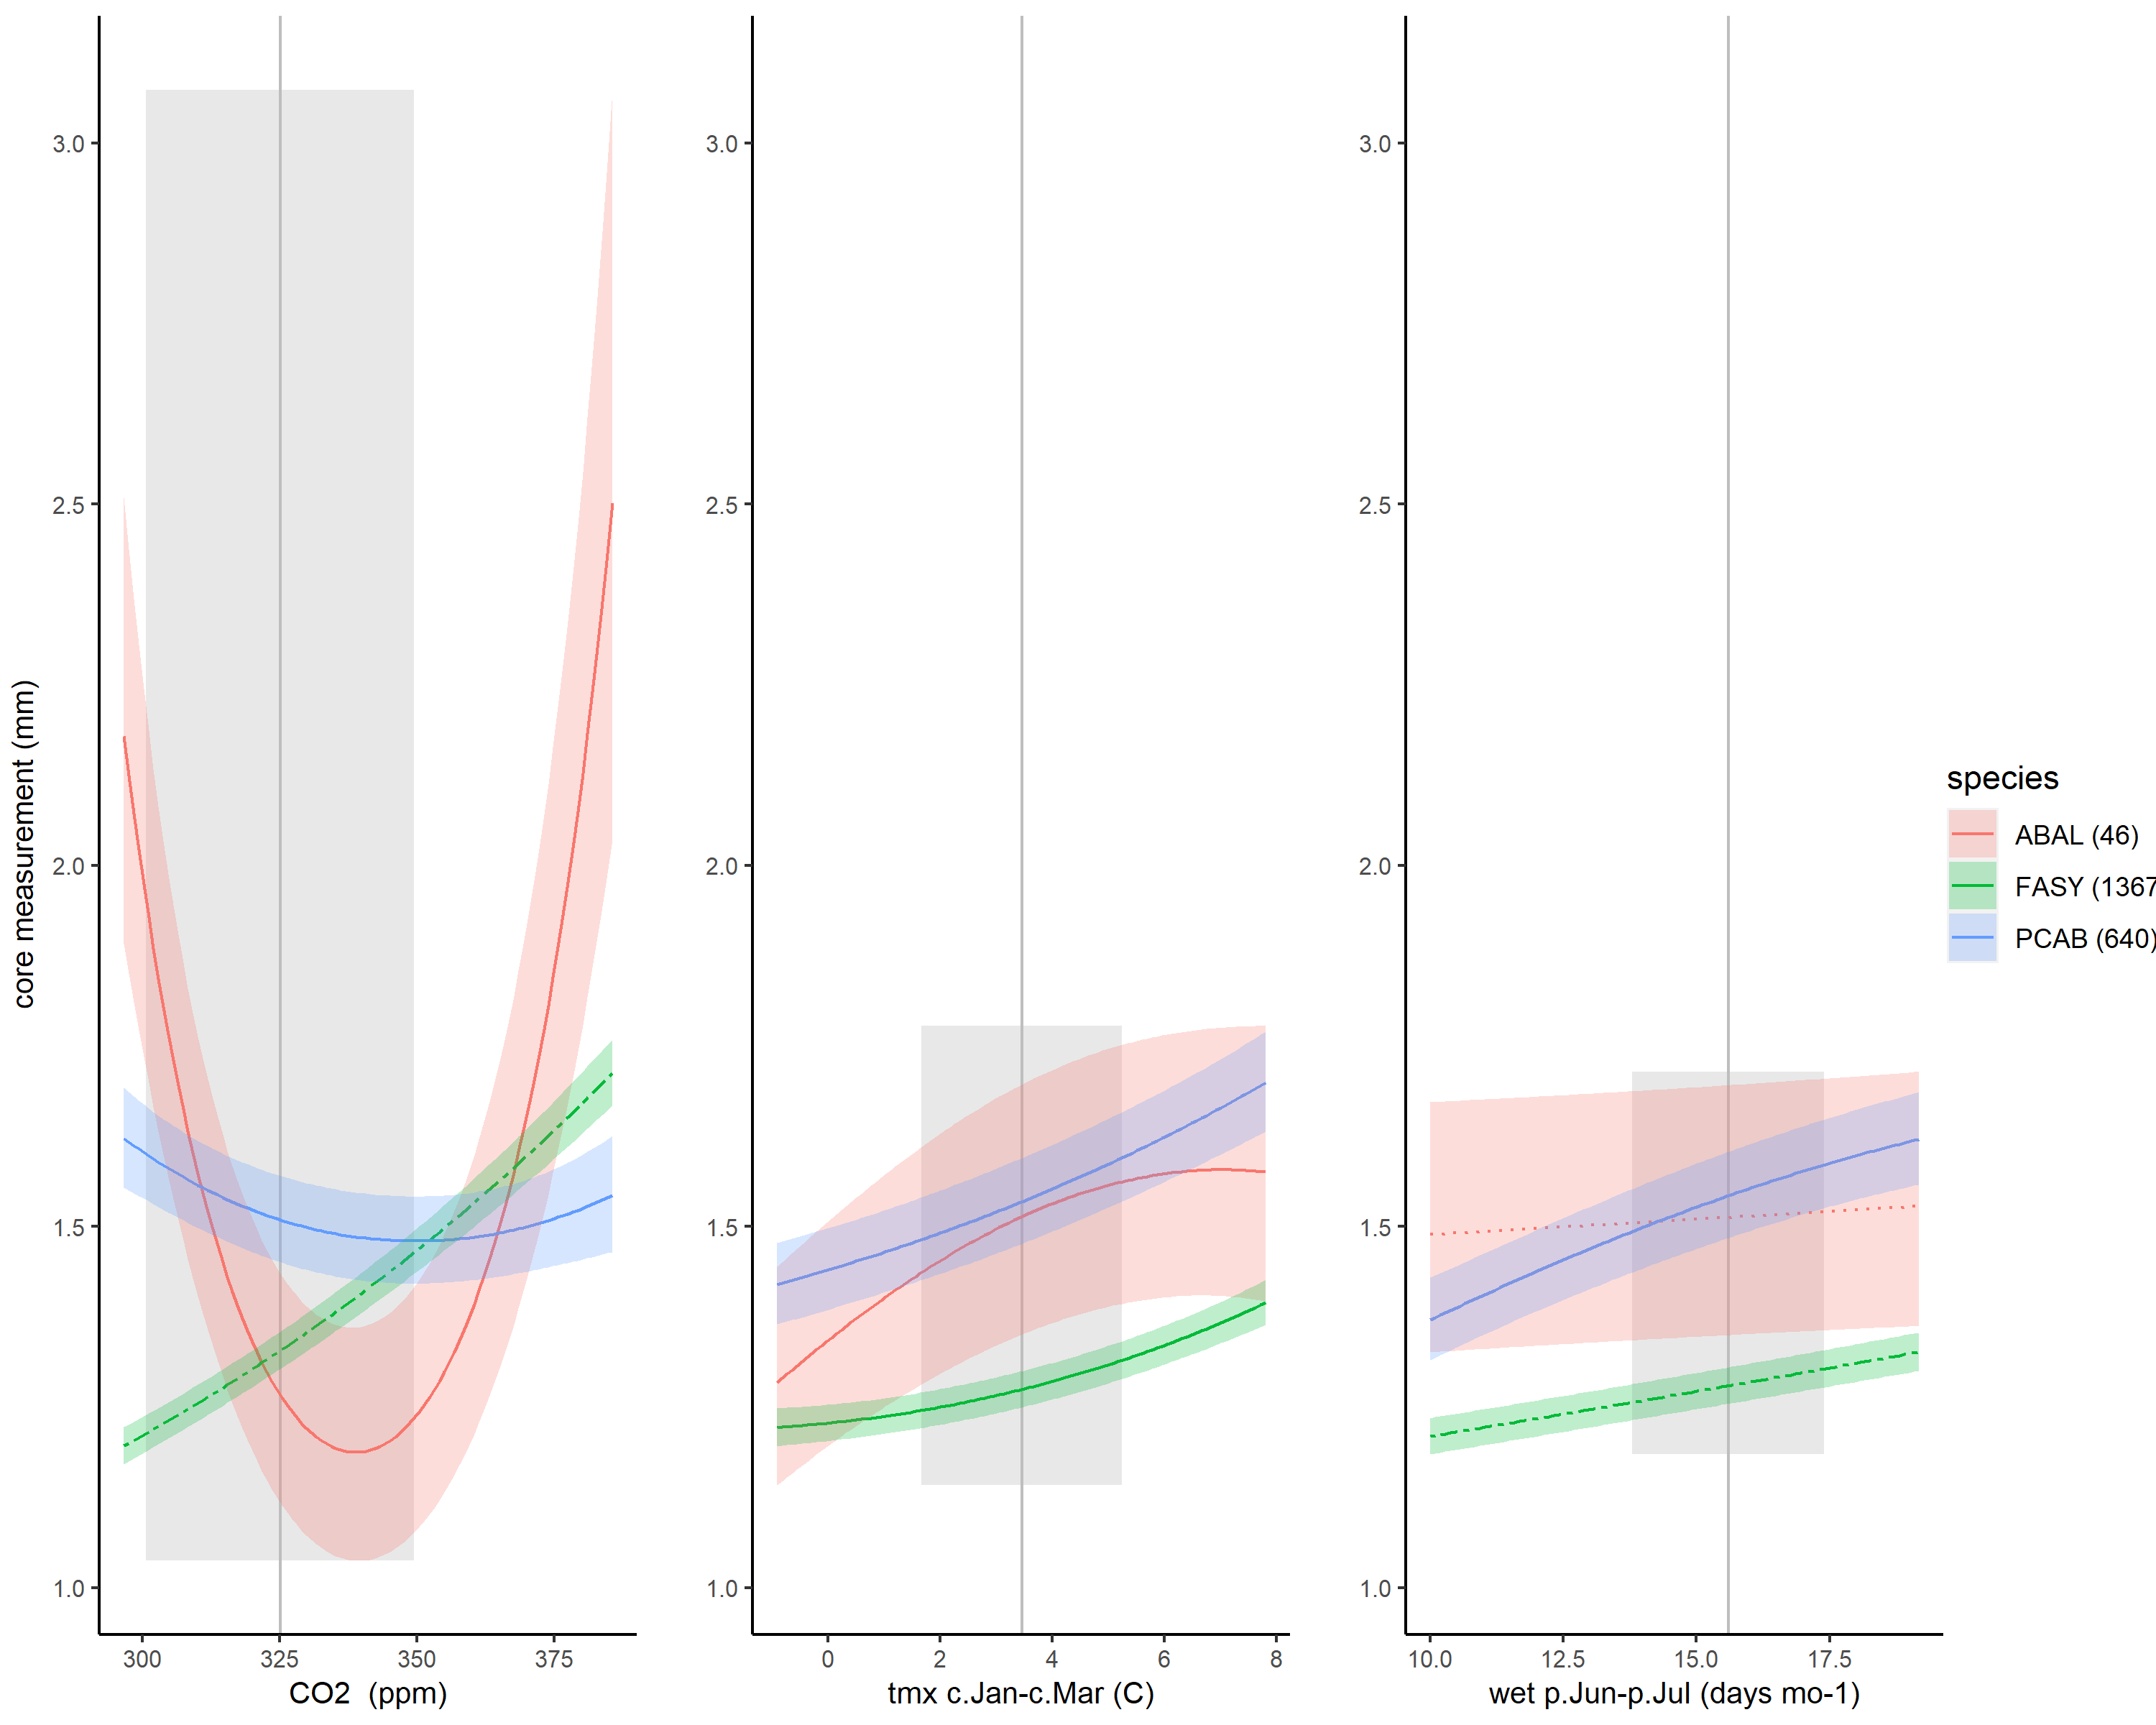 core measurement (mm)
3.0
2.5
2.0
1.5
1.0
300 325 350 375
CO2 (ppm)
3.0
2.5
2.0
1.5
1.0
0 2 4 6 8
tmx c.Jan-c.Mar (C)
3.0
2.5
2.0
1.5
1.0
10.0 12.5 15.0 17.5
wet p.Jun-p.Jul (days mo-1)
species
ABAL (46)
FASY (1367
PCAB (640)